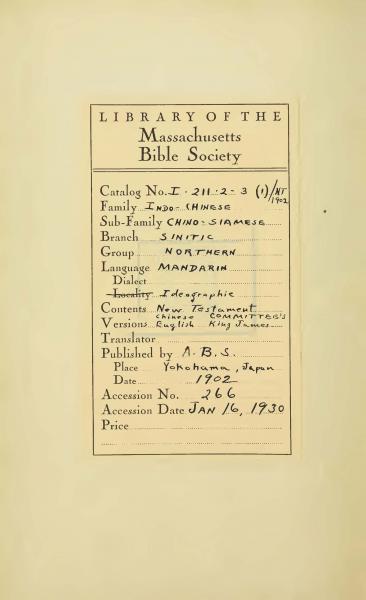 LIBRARY OF THE
Massachusetts
Bible Society
Catalog No. I-211-2-3 (1)/NT 1902
Family INDO-CHINESE
Sub-Family CHINO-SIAMESE
Branch SINITIC
Group NORTHERN
Language MANDARIN
Dialect
Locality Ideographic
Contents New Testament
Chinese COMMITTEE'S
Versions English King James
Translator
Published by A.B.S.
Place Yokohama, Japan
Date 1902
Accession No. 266
Accession Date JAN 16, 1930
Price